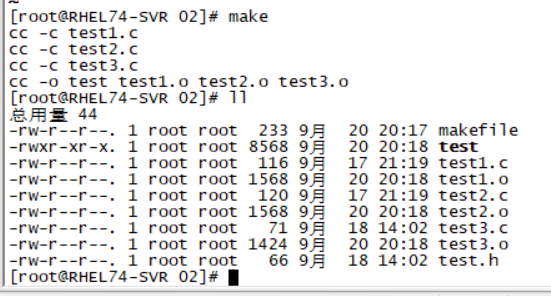 [root@RHEL74-SVR 02]# make
cc -c test1.c
cc -c test2.c
cc -c test3.c
cc -o test test1.o test2.o test3.o
[root@RHEL74-SVR 02]# ll
总用量 44
-rw-r--r--. 1 root root  233 9月  20 20:17 makefile
-rwxr-xr-x. 1 root root 8568 9月  20 20:18 test
-rw-r--r--. 1 root root  116 9月  17 21:19 test1.c
-rw-r--r--. 1 root root 1568 9月  20 20:18 test1.o
-rw-r--r--. 1 root root  120 9月  17 21:19 test2.c
-rw-r--r--. 1 root root 1568 9月  20 20:18 test2.o
-rw-r--r--. 1 root root   71 9月  18 14:02 test3.c
-rw-r--r--. 1 root root 1424 9月  20 20:18 test3.o
-rw-r--r--. 1 root root   66 9月  18 14:02 test.h
[root@RHEL74-SVR 02]#